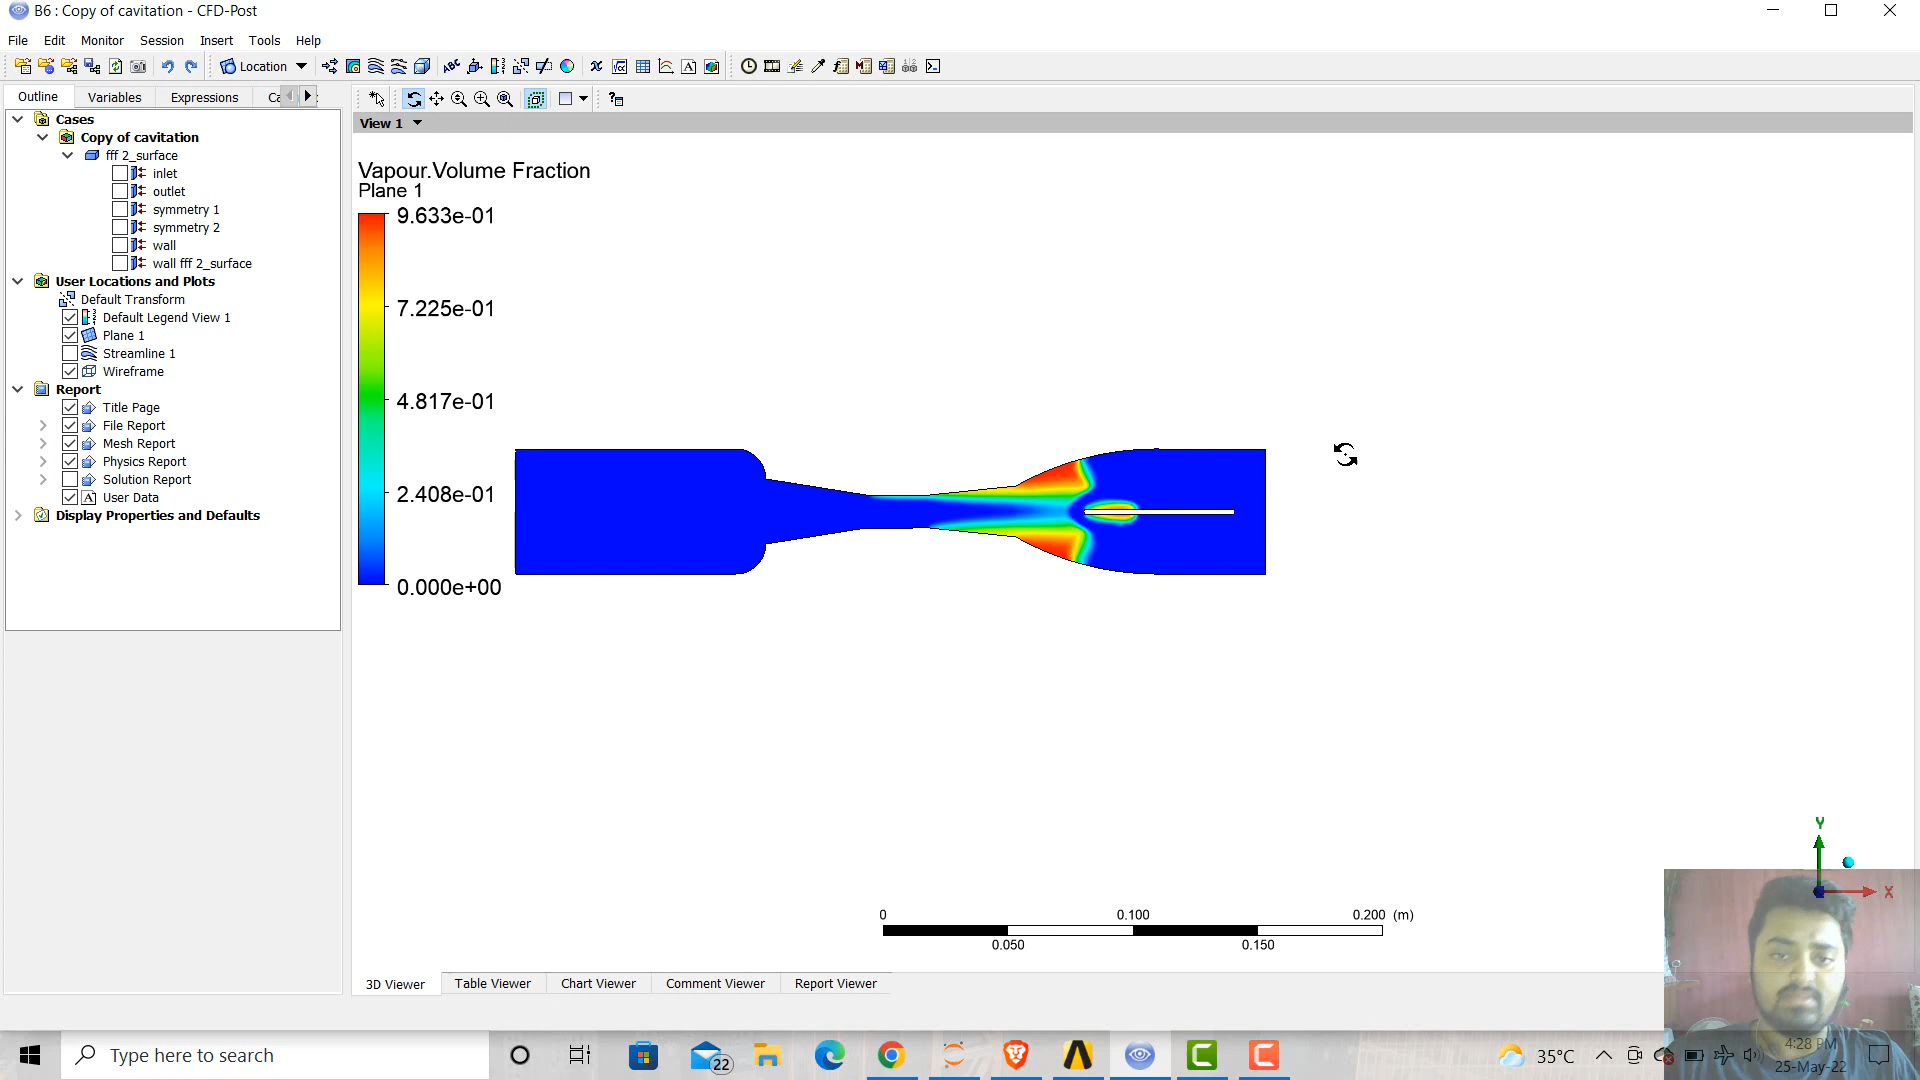 B6 : Copy of cavitation - CFD-Post
File Edit Monitor Session Insert Tools Help
Location
Outline Variables Expressions Ca
View 1
Cases
Copy of cavitation
fff 2_surface
inlet
outlet
symmetry 1
symmetry 2
wall
wall fff 2_surface
User Locations and Plots
Default Transform
Default Legend View 1
Plane 1
Streamline 1
Wireframe
Report
Title Page
File Report
Mesh Report
Physics Report
Solution Report
User Data
Display Properties and Defaults
Vapour.Volume Fraction
Plane 1
9.633e-01
7.225e-01
4.817e-01
2.408e-01
0.000e+00
Y
X
0 0.100 0.200 (m)
0.050 0.150
3D Viewer Table Viewer Chart Viewer Comment Viewer Report Viewer
Type here to search
22
35°C
4:28 PM
25-May-22